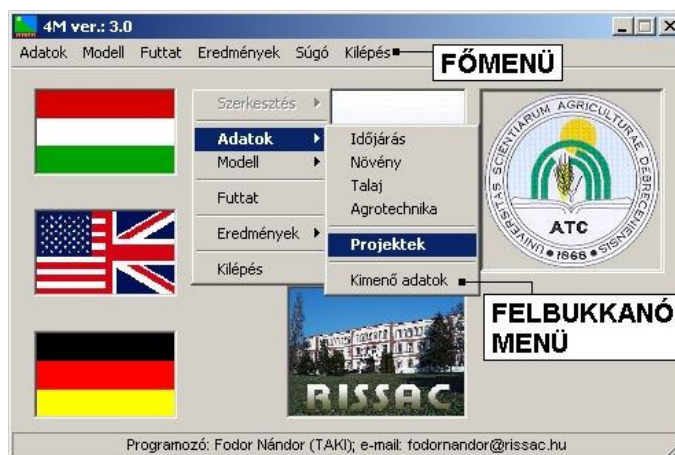 4M ver.: 3.0
Adatok Modell Futtat Eredmények Súgó Kilépés
FŐMENÜ
Szerkesztés
Adatok
Modell
Futtat
Eredmények
Kilépés
Időjárás
Növény
Talaj
Agrotechnika
Projektek
Kimenő adatok
FELBUKKANÓ
MENÜ
UNIVERSITAS SCIENTIARUM AGRICULTURAE DEBRECENIENSIS
ATC
1868
RISSAC
Programozó: Fodor Nándor (TAKI); e-mail: fodornandor@rissac.hu